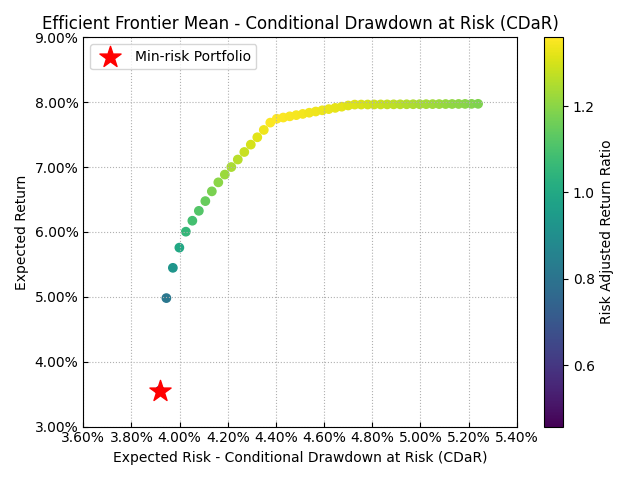 Efficient Frontier Mean - Conditional Drawdown at Risk (CDaR)
9.00%
8.00%
7.00%
6.00%
5.00%
4.00%
3.00%
Expected Return
Min-risk Portfolio
3.60% 3.80% 4.00% 4.20% 4.40% 4.60% 4.80% 5.00% 5.20% 5.40%
Expected Risk - Conditional Drawdown at Risk (CDaR)
1.2
1.0
0.8
0.6
Risk Adjusted Return Ratio